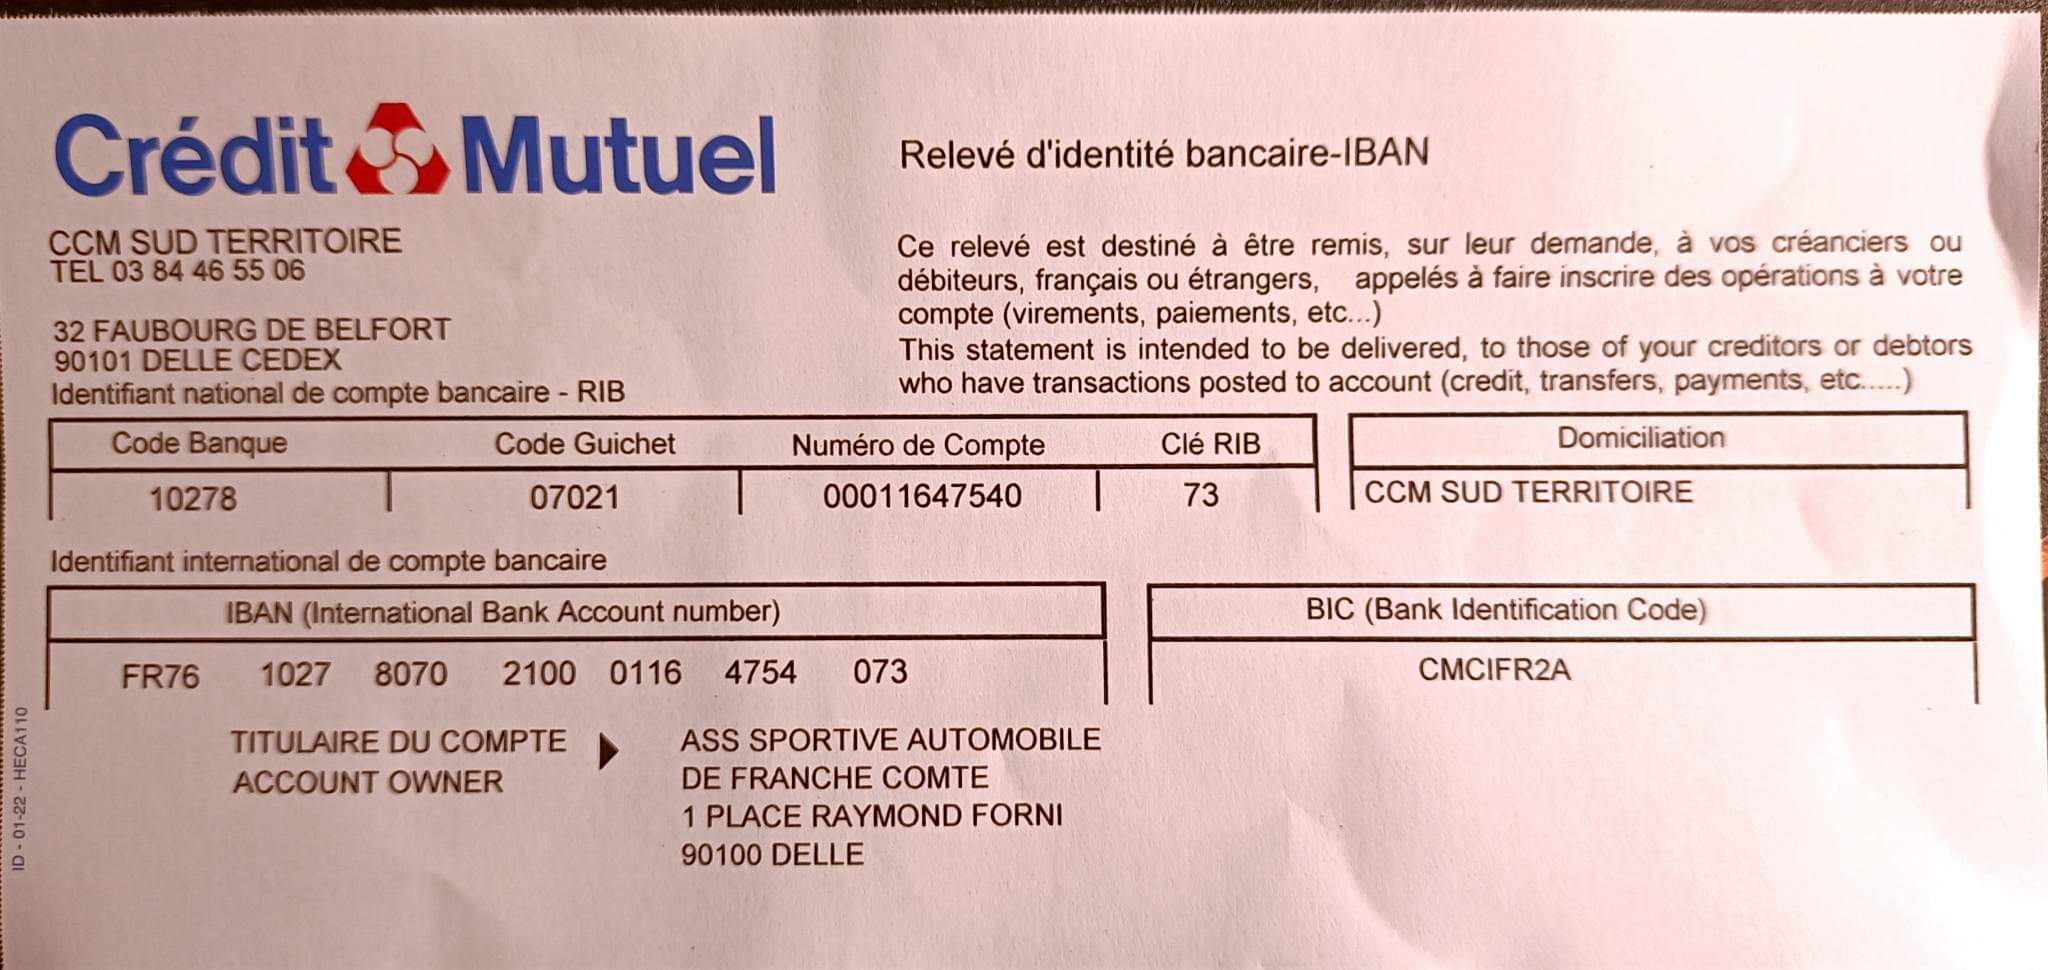 Crédit Mutuel
Relevé d'identité bancaire-IBAN
CCM SUD TERRITOIRE
TEL 03 84 46 55 06
32 FAUBOURG DE BELFORT
90101 DELLE CEDEX
Ce relevé est destiné à être remis, sur leur demande, à vos créanciers ou
débiteurs, français ou étrangers, appelés à faire inscrire des opérations à votre
compte (virements, paiements, etc...)
This statement is intended to be delivered, to those of your creditors or debtors
who have transactions posted to account (credit, transfers, payments, etc.....)
Identifiant national de compte bancaire - RIB
Code Banque Code Guichet Numéro de Compte Clé RIB Domiciliation
10278 07021 00011647540 73 CCM SUD TERRITOIRE
Identifiant international de compte bancaire
IBAN (International Bank Account number) BIC (Bank Identification Code)
FR76 1027 8070 2100 0116 4754 073 CMCIFR2A
TITULAIRE DU COMPTE
ACCOUNT OWNER
ASS SPORTIVE AUTOMOBILE
DE FRANCHE COMTE
1 PLACE RAYMOND FORNI
90100 DELLE
ID - 01-22 - HECA110